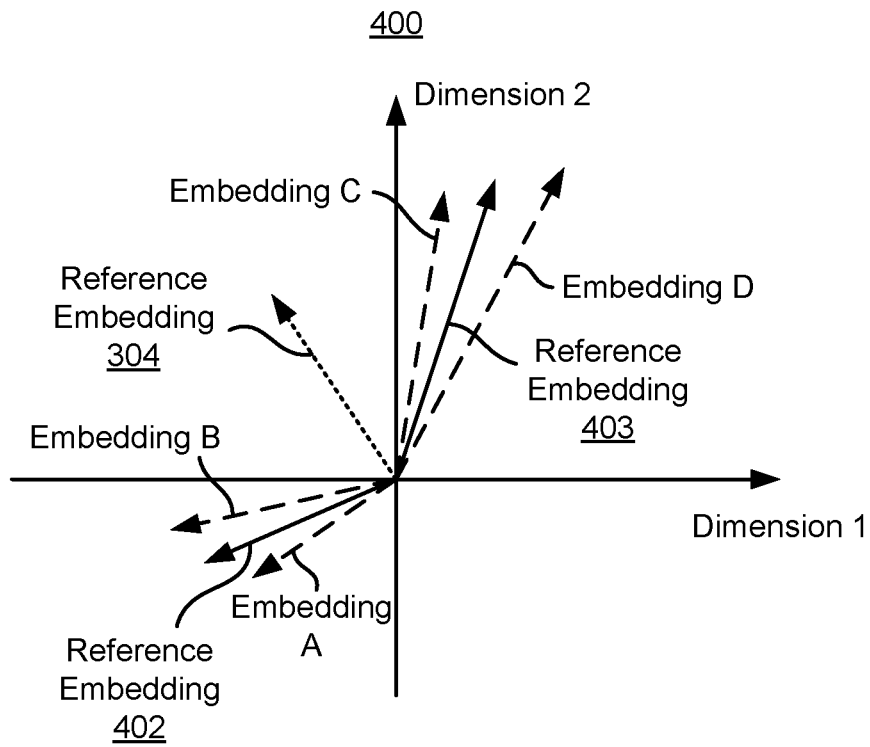 400
Dimension 2
Embedding C
Reference
Embedding
304
Embedding D
Reference
Embedding
403
Embedding B
Dimension 1
Embedding
A
Reference
Embedding
402